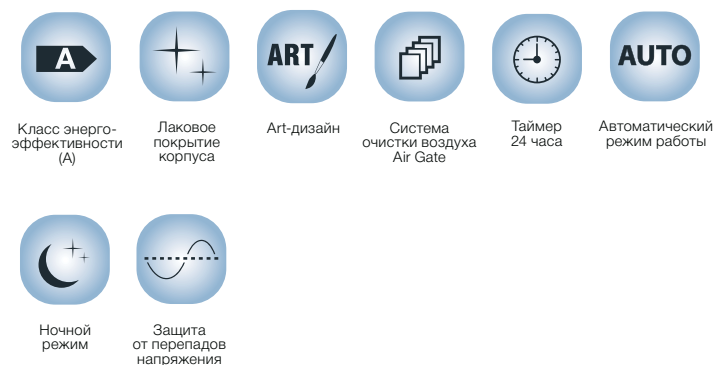 A
ART
AUTO
Класс энерго-
эффективности
(A)
Лаковое
покрытие
корпуса
Art-дизайн
Система
очистки воздуха
Air Gate
Таймер
24 часа
Автоматический
режим работы
Ночной
режим
Защита
от перепадов
напряжения